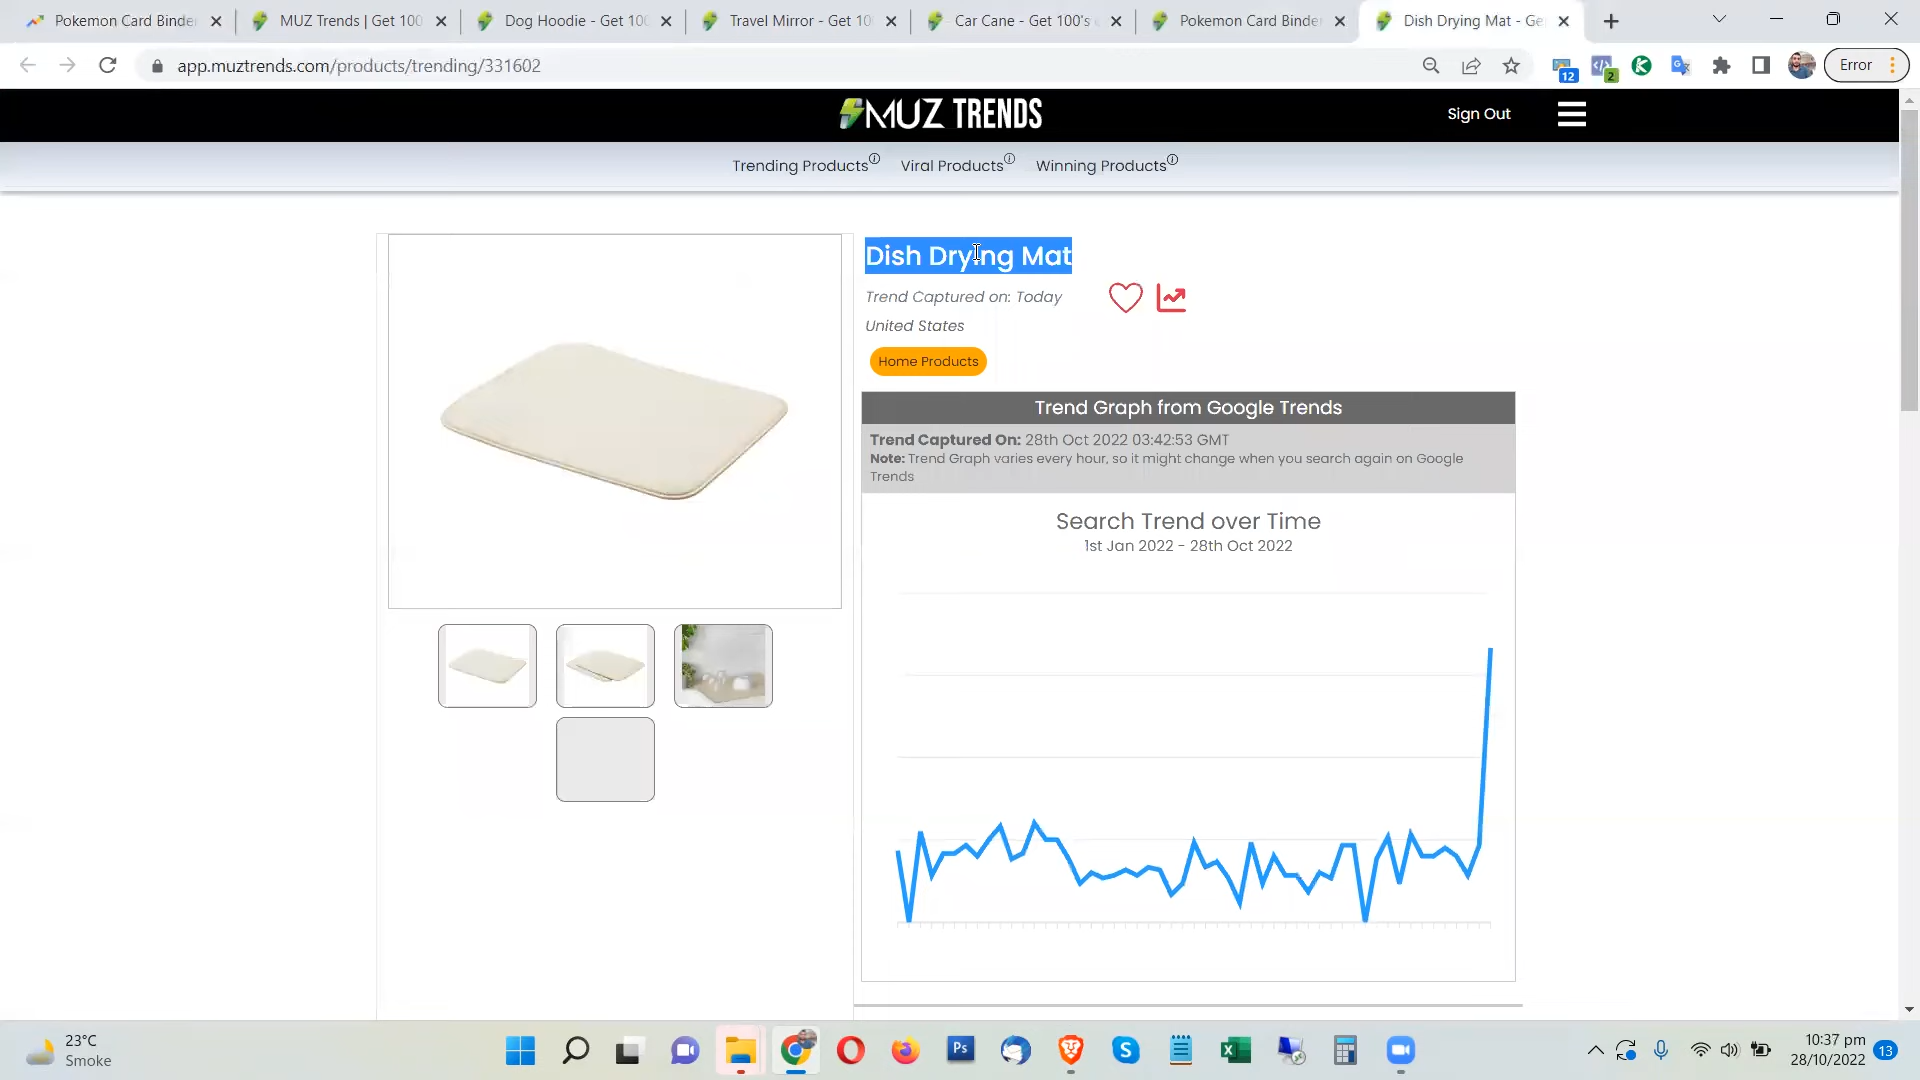 Pokemon Card Binde
MUZ Trends | Get 100
Dog Hoodie - Get 100
Travel Mirror - Get 10
Car Cane - Get 100's
Pokemon Card Binde
Dish Drying Mat - Ge
app.muztrends.com/products/trending/331602
12
2
Error
MUZ TRENDS
Sign Out
Trending Products
Viral Products
Winning Products
Dish Drying Mat
Trend Captured on: Today
United States
Home Products
Trend Graph from Google Trends
Trend Captured On: 28th Oct 2022 03:42:53 GMT
Note: Trend Graph varies every hour, so it might change when you search again on Google
Trends
Search Trend over Time
1st Jan 2022 - 28th Oct 2022
23°C
Smoke
Ps
10:37 pm
28/10/2022
13